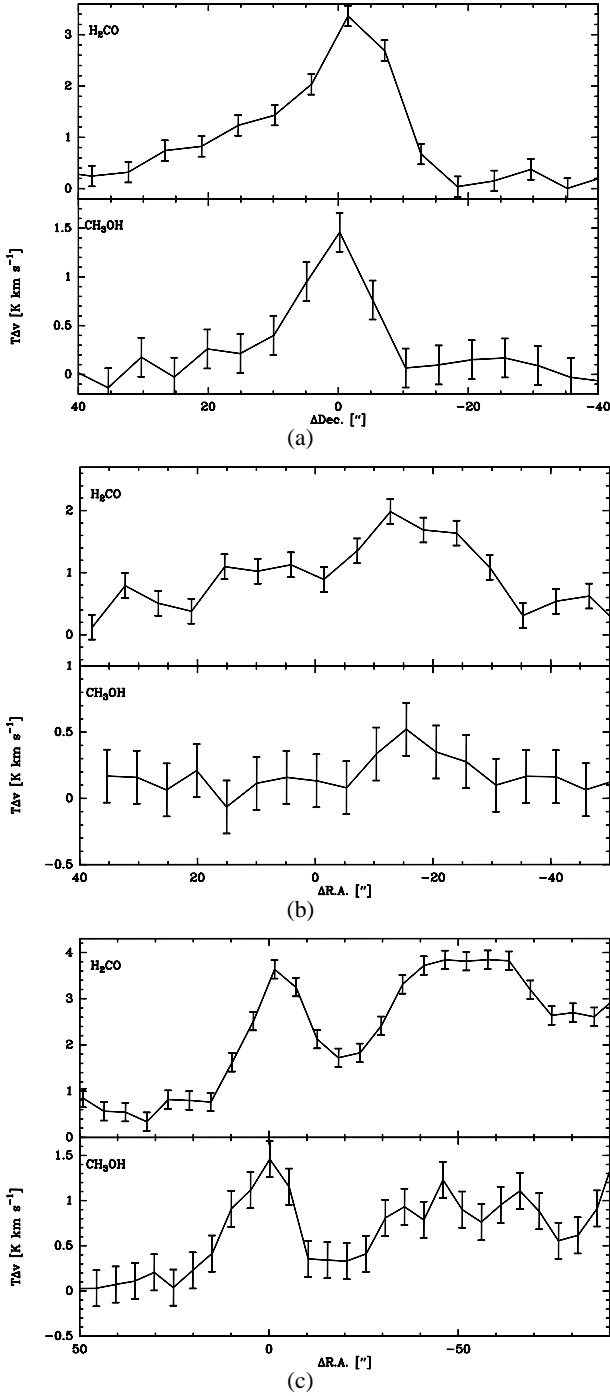 H₂CO
3
2
1
0
CH₃OH
1.5
1
0.5
0
TΔv [K km s⁻¹]
40 20 0 −20 −40
ΔDec. ["]
(a)
H₂CO
2
1
0
1
CH₃OH
0.5
0
−0.5
TΔv [K km s⁻¹]
40 20 0 −20 −40
ΔR.A. ["]
(b)
4
H₂CO
3
2
1
0
CH₃OH
1.5
1
0.5
0
−0.5
TΔv [K km s⁻¹]
50 0 −50
ΔR.A. ["]
(c)